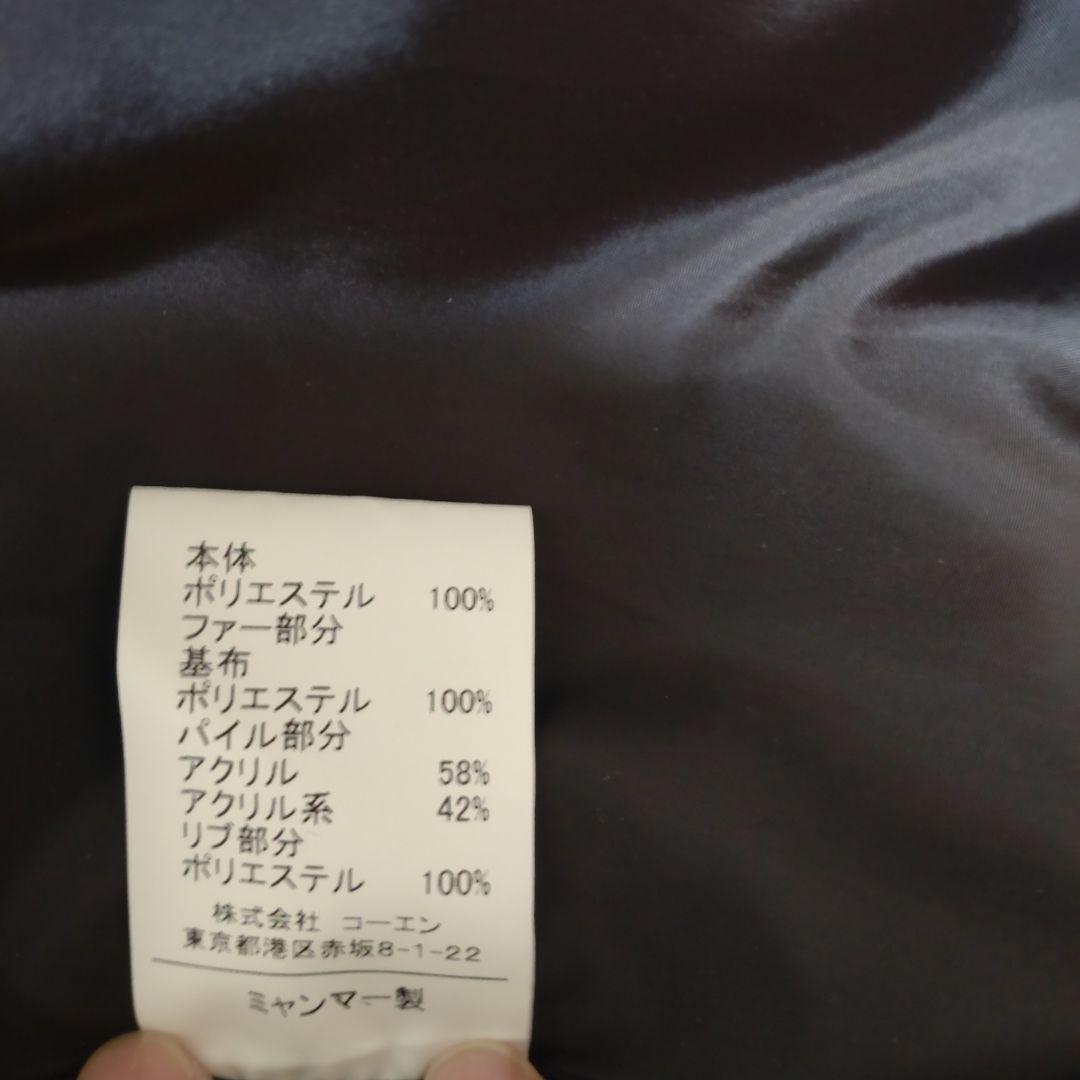 本体
ポリエステル 100%
ファー部分
基布
ポリエステル 100%
パイル部分
アクリル 58%
アクリル系 42%
リブ部分
ポリエステル 100%
株式会社 コーエン
東京都港区赤坂8-1-22
ミャンマー製